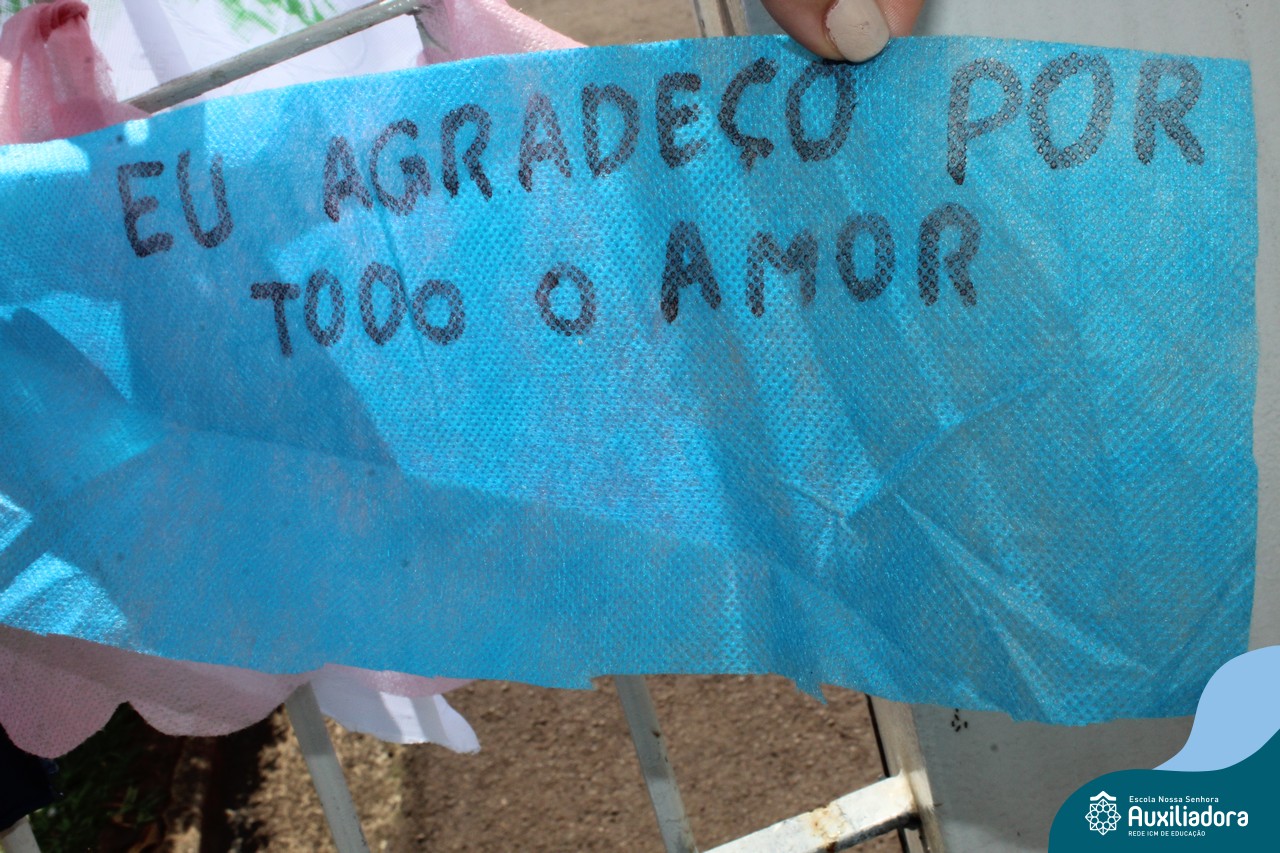 EU AGRADEÇO POR
TODO O AMOR
Escola Nossa Senhora
Auxiliadora
REDE ICM DE EDUCAÇÃO